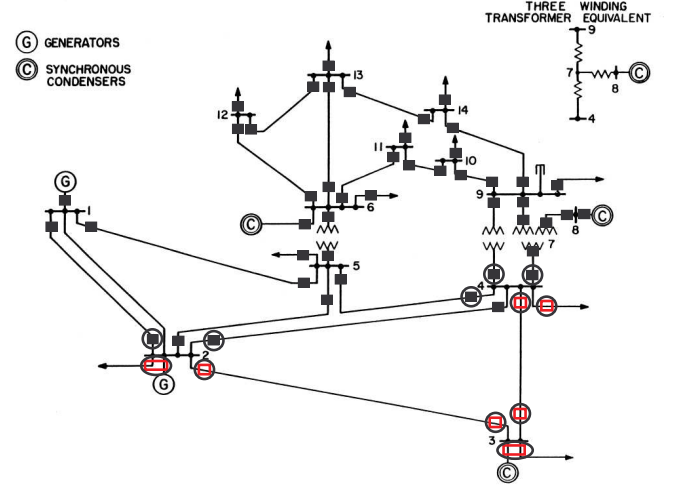 THREE WINDING
TRANSFORMER EQUIVALENT
G GENERATORS
C SYNCHRONOUS
CONDENSERS
9
7
C
8
4
13
12
14
11
10
G
1
C
6
9
C
8
7
5
4
2
G
3
C